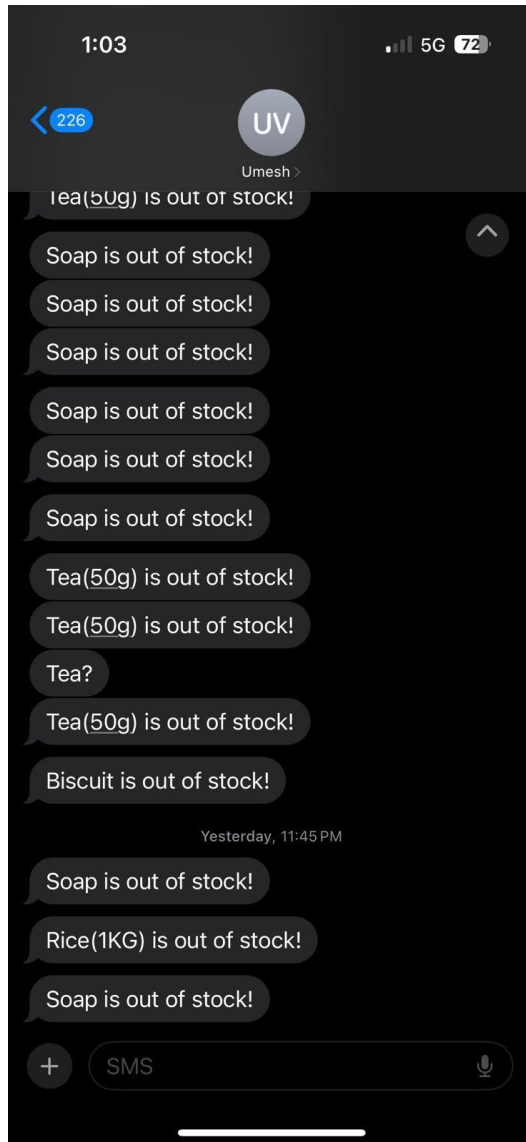 1:03
5G 72
226
UV
Umesh
Tea(50g) is out of stock!
Soap is out of stock!
Soap is out of stock!
Soap is out of stock!
Soap is out of stock!
Soap is out of stock!
Soap is out of stock!
Tea(50g) is out of stock!
Tea(50g) is out of stock!
Tea?
Tea(50g) is out of stock!
Biscuit is out of stock!
Yesterday, 11:45 PM
Soap is out of stock!
Rice(1KG) is out of stock!
Soap is out of stock!
SMS